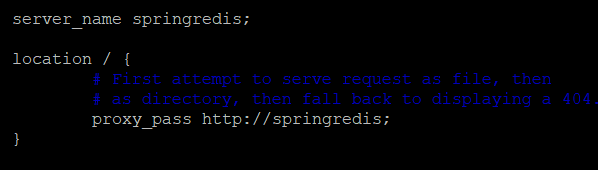 server_name springredis;
location / {
# First attempt to serve request as file, then
# as directory, then fall back to displaying a 404.
proxy_pass http://springredis;
}